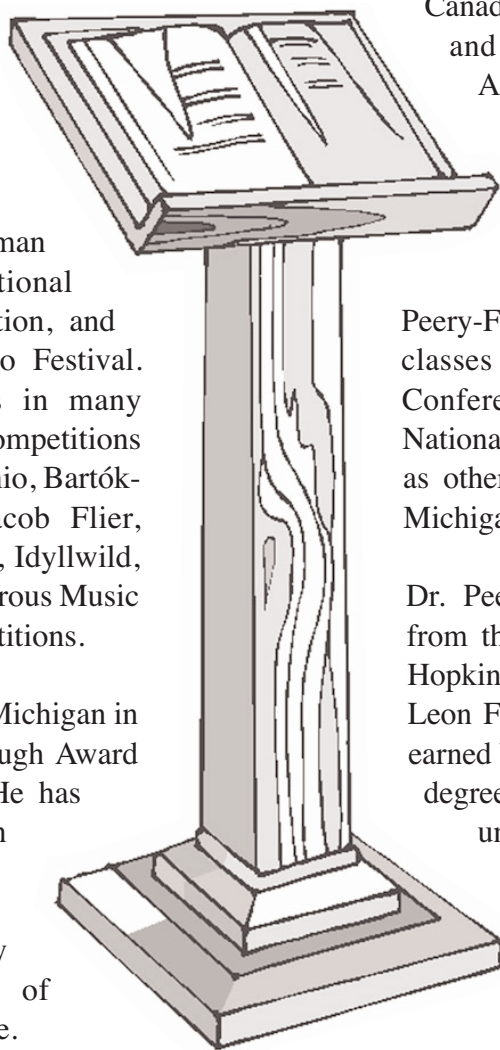 man
tional
tion, and
o Festival.
s in many
ompetitions
nio, Bartók-
acob Flier,
, Idyllwild,
rous Music
titions.
Michigan in
ugh Award
He has
n
y
of
e.
Canad
and
A
Peery-F
classes
Confere
Nationa
as other
Michiga
Dr. Pee
from th
Hopkin
Leon F
earned
degree
un